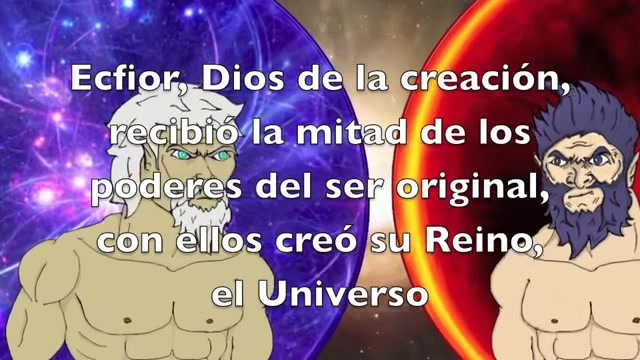 Ecfior, Dios de la creación,
recibió la mitad de los
poderes del ser original,
con ellos creó su Reino,
el Universo